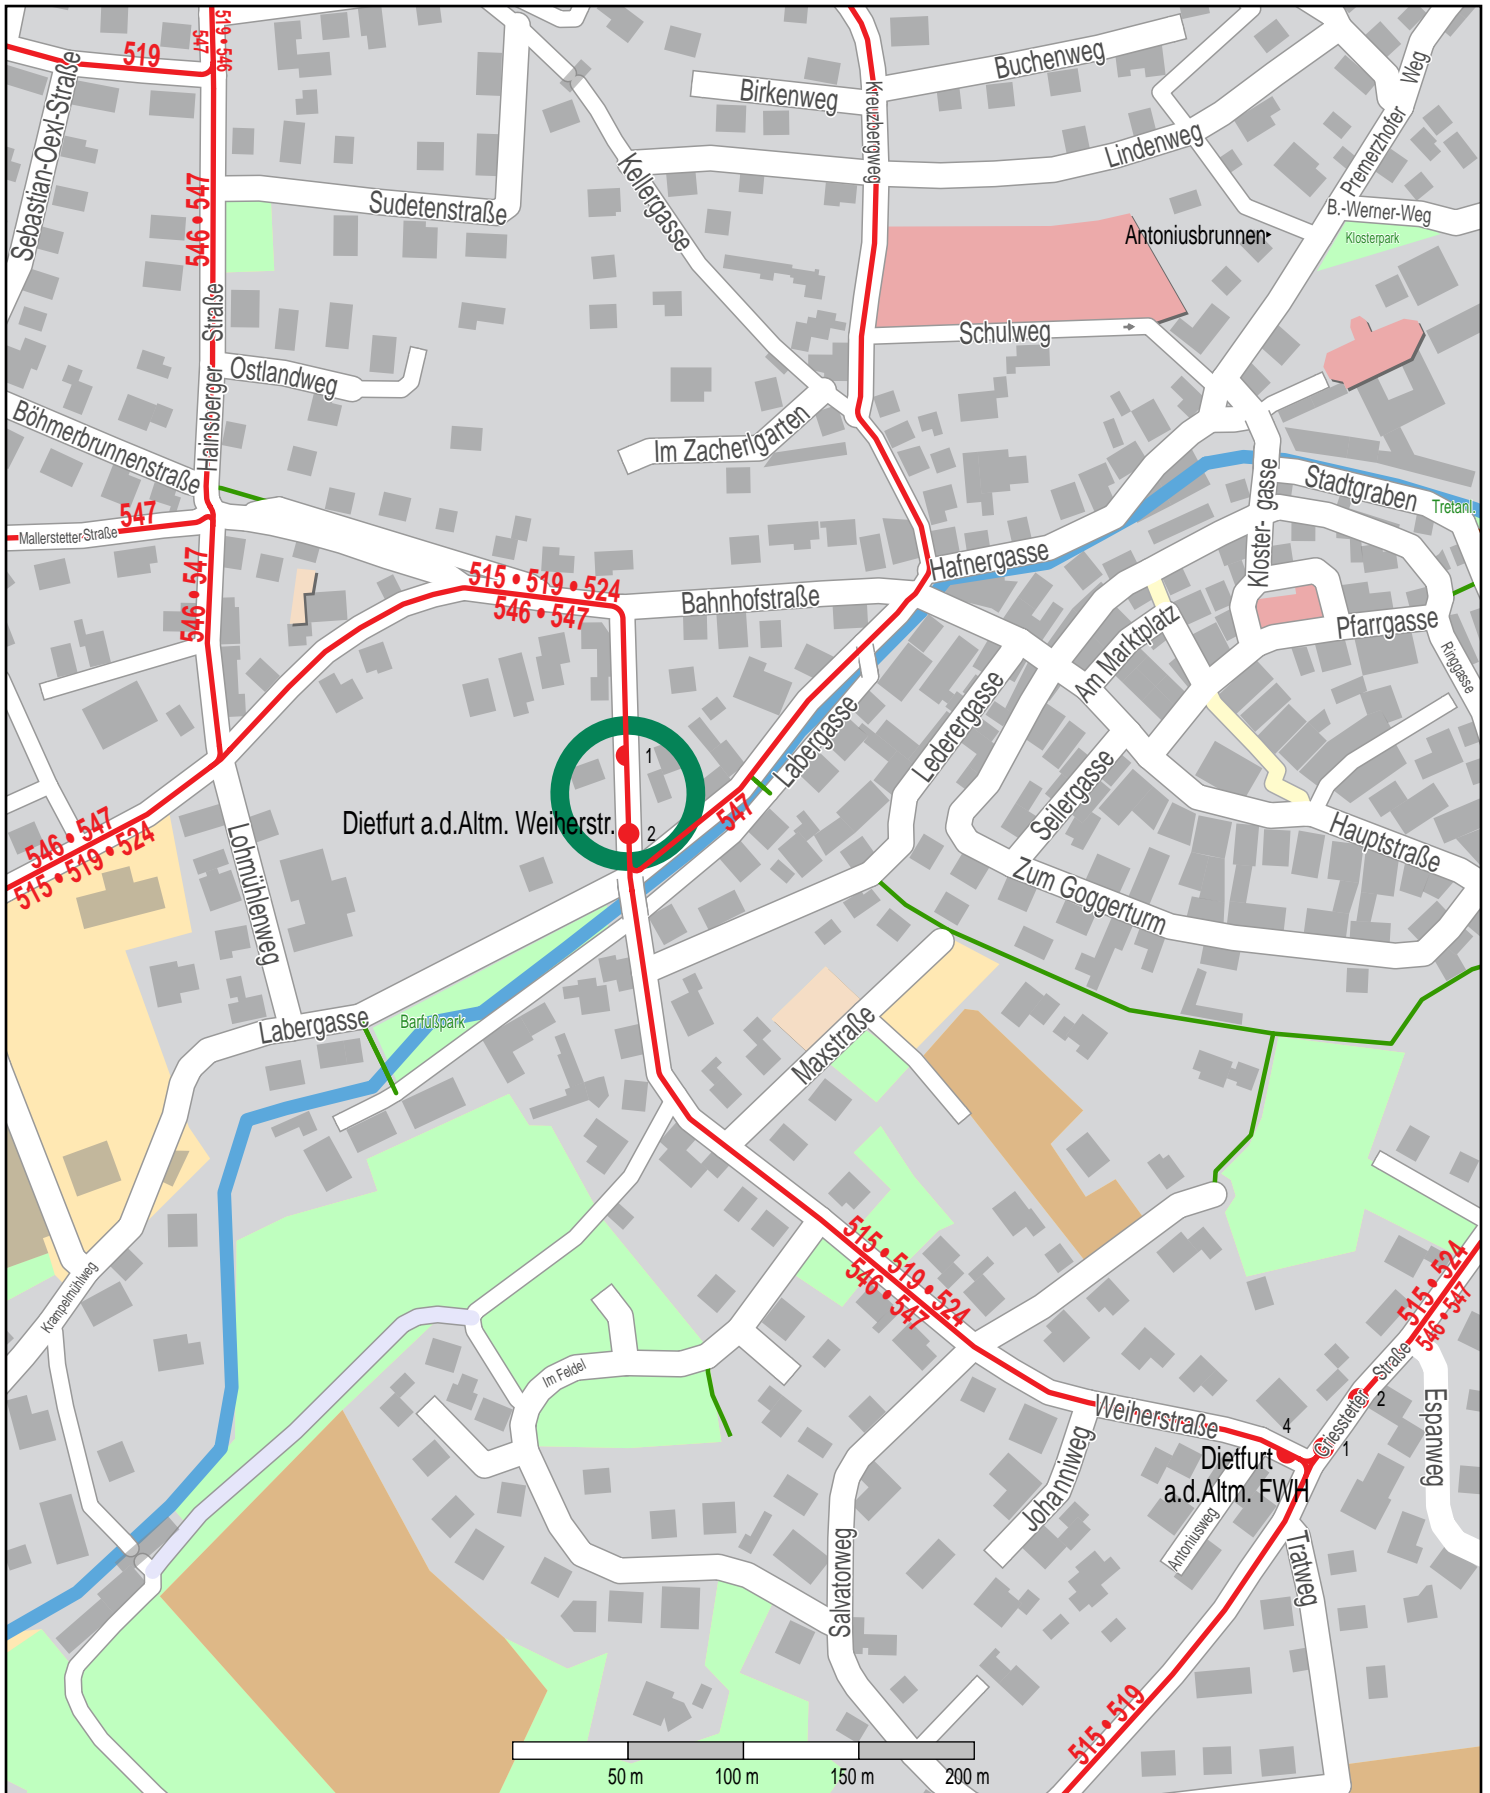 519
547
519 • 546
Sebastian-Oexl-Straße
546 • 547
Sudetenstraße
Kellergasse
Birkenweg
Buchenweg
Kreuzbergweg
Lindenweg
Premerzhofer Weg
B.-Werner-Weg
Klosterpark
Antoniusbrunnen
Schulweg
Hainsberger Straße
Ostlandweg
Böhmerbrunnenstraße
Im Zacherlgarten
547
Mallerstetter Straße
546 • 547
515 • 519 • 524
546 • 547
Bahnhofstraße
Hafnergasse
Kloster- gasse
Stadtgraben
Tretanl.
Pfarrgasse
Ringgasse
Am Marktplatz
Lederergasse
Labergasse
Seilergasse
Hauptstraße
Zum Goggerturm
1
2
Dietfurt a.d.Altm. Weiherstr.
547
546 • 547
515 • 519 • 524
Lohmühlenweg
Labergasse
Barfußpark
Maxstraße
Krampelmühlweg
515 • 519 • 524
546 • 547
Im Feldel
515 • 524
546 • 547
Griesstetter Straße
Weiherstraße
4
2
1
Dietfurt
a.d.Altm. FWH
Espanweg
Johanniweg
Antoniusweg
Tratweg
Salvatorweg
515 • 519
50 m
100 m
150 m
200 m